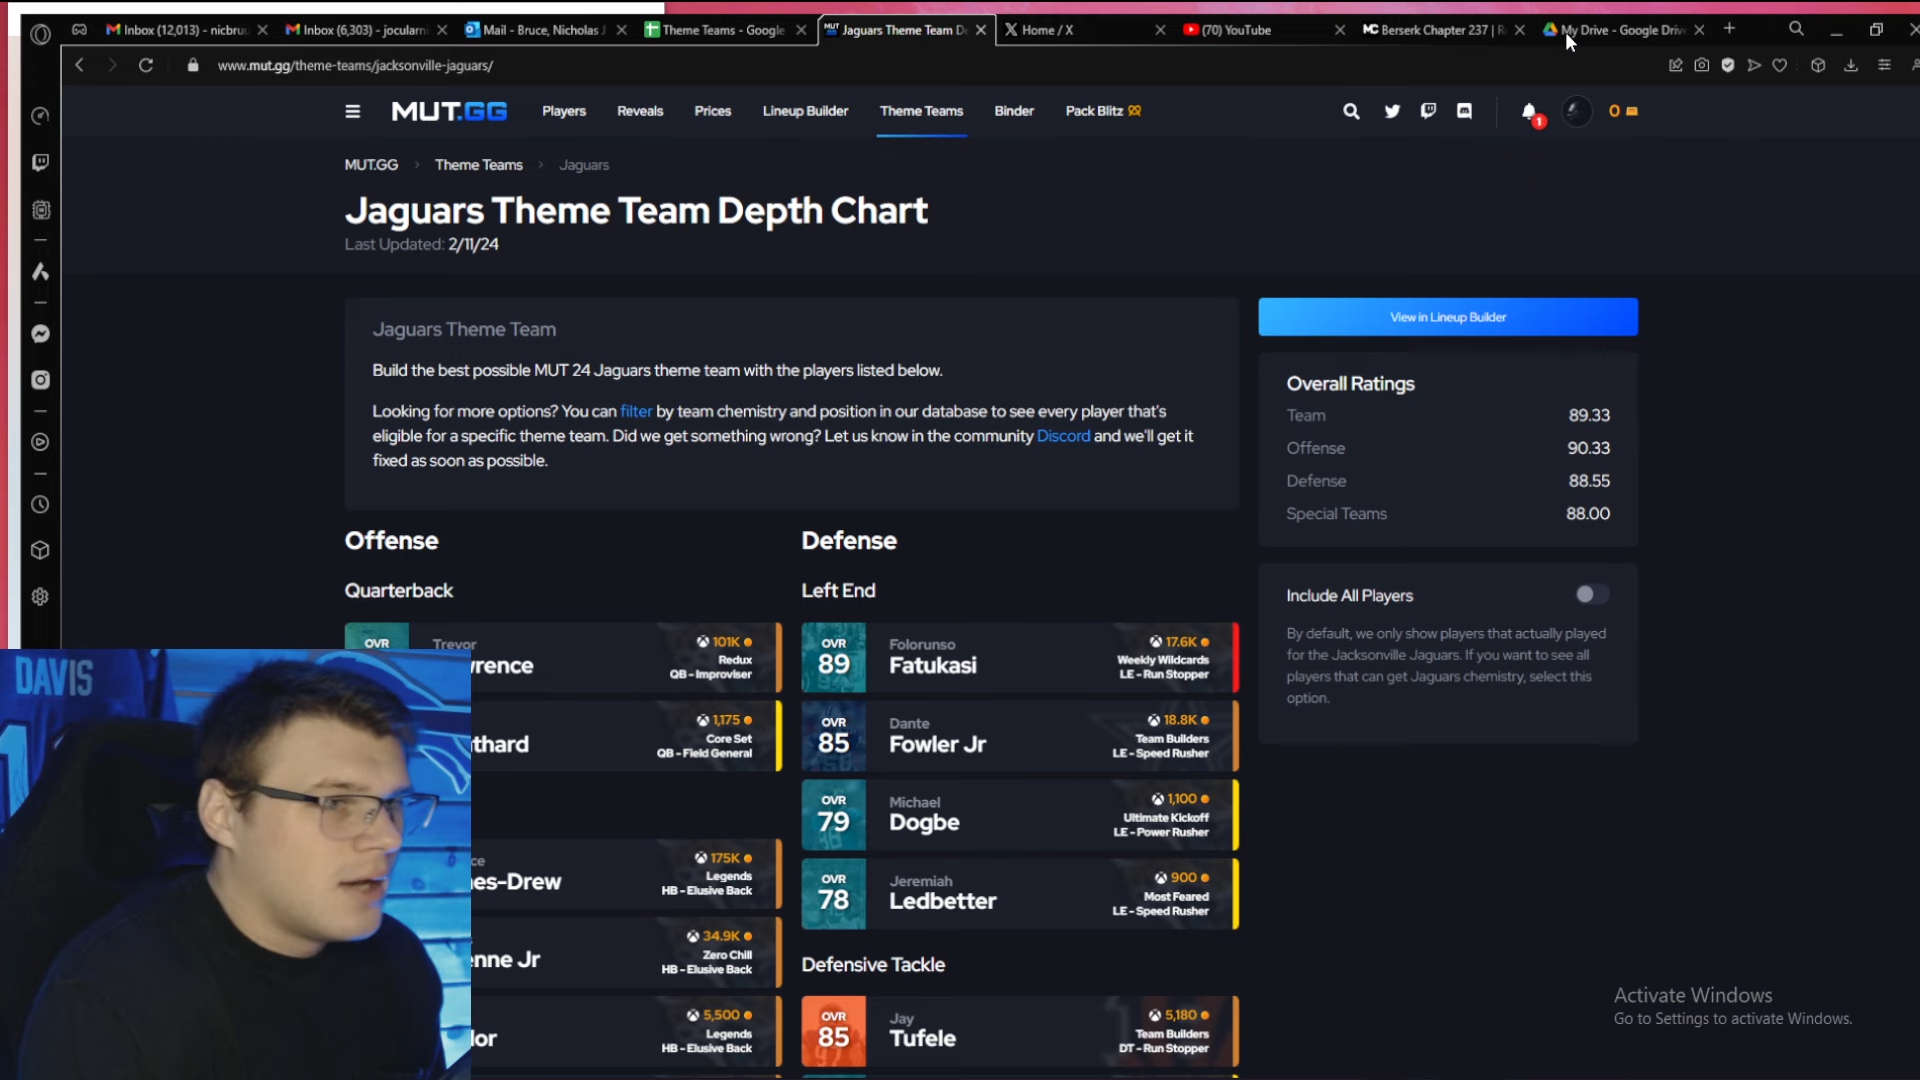 Inbox (12,013) - nicbru
Inbox (6,303) - jocularni
Mail - Bruce, Nicholas J
Theme Teams - Google
Jaguars Theme Team D
Home / X
(70) YouTube
Berserk Chapter 237 | R
My Drive - Google Driv
www.mut.gg/theme-teams/jacksonville-jaguars/
MUT.GG
Players
Reveals
Prices
Lineup Builder
Theme Teams
Binder
Pack Blitz
1
0
MUT.GG
Theme Teams
Jaguars
Jaguars Theme Team Depth Chart
Last Updated: 2/11/24
Jaguars Theme Team
Build the best possible MUT 24 Jaguars theme team with the players listed below.
Looking for more options? You can filter by team chemistry and position in our database to see every player that's
eligible for a specific theme team. Did we get something wrong? Let us know in the community Discord and we'll get it
fixed as soon as possible.
View in Lineup Builder
Overall Ratings
Team 89.33
Offense 90.33
Defense 88.55
Special Teams 88.00
Include All Players
By default, we only show players that actually played
for the Jacksonville Jaguars. If you want to see all
players that can get Jaguars chemistry, select this
option.
Offense
Quarterback
OVR
Trevor
wrence
101K
Redux
QB - Improviser
thard
1,175
Core Set
QB - Field General
ce
nes-Drew
175K
Legends
HB - Elusive Back
enne Jr
34.9K
Zero Chill
HB - Elusive Back
lor
5,500
Legends
HB - Elusive Back
Defense
Left End
OVR
89
Folorunso
Fatukasi
17.6K
Weekly Wildcards
LE - Run Stopper
OVR
85
Dante
Fowler Jr
18.8K
Team Builders
LE - Speed Rusher
OVR
79
Michael
Dogbe
1,100
Ultimate Kickoff
LE - Power Rusher
OVR
78
Jeremiah
Ledbetter
900
Most Feared
LE - Speed Rusher
Defensive Tackle
OVR
85
Jay
Tufele
5,180
Team Builders
DT - Run Stopper
DAVIS
Activate Windows
Go to Settings to activate Windows.